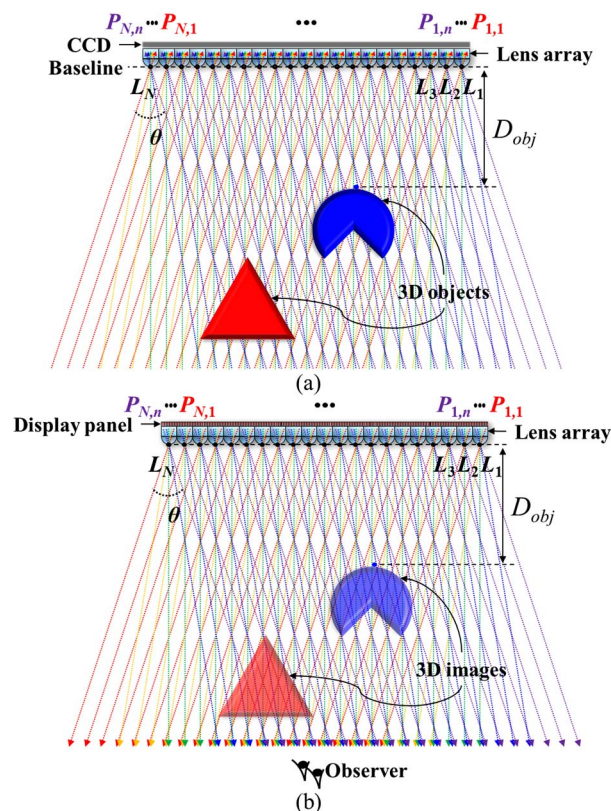 P_{N,n} ••• P_{N,1} ••• P_{1,n} ••• P_{1,1}
CCD
Lens array
Baseline
L_N L_3 L_2 L_1
θ
D_{obj}
3D objects
(a)
P_{N,n} ••• P_{N,1} ••• P_{1,n} ••• P_{1,1}
Display panel
Lens array
L_N L_3 L_2 L_1
θ
D_{obj}
3D images
Observer
(b)